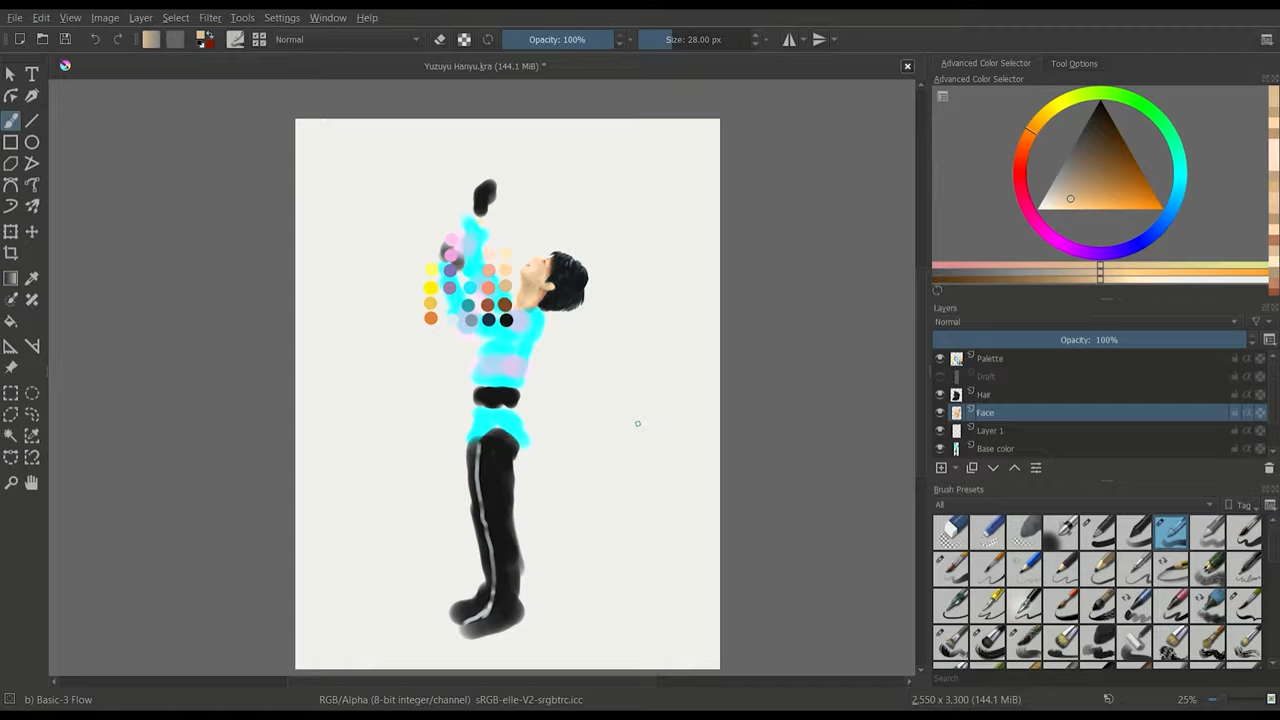 File Edit View Image Layer Select Filter Tools Settings Window Help
Normal Opacity: 100% Size: 28.00 px
Yuzuyu Hanyu.kra (144.1 MiB) *
Advanced Color Selector Tool Options
Advanced Color Selector
Layers
Normal
Opacity: 100%
Palette
Draft
Hair
Face
Layer 1
Base color
Brush Presets
All Tag
Search
b) Basic-3 Flow RGB/Alpha (8-bit integer/channel) sRGB-elle-V2-srgbtrc.icc 2,550 x 3,300 (144.1 MiB) 25%